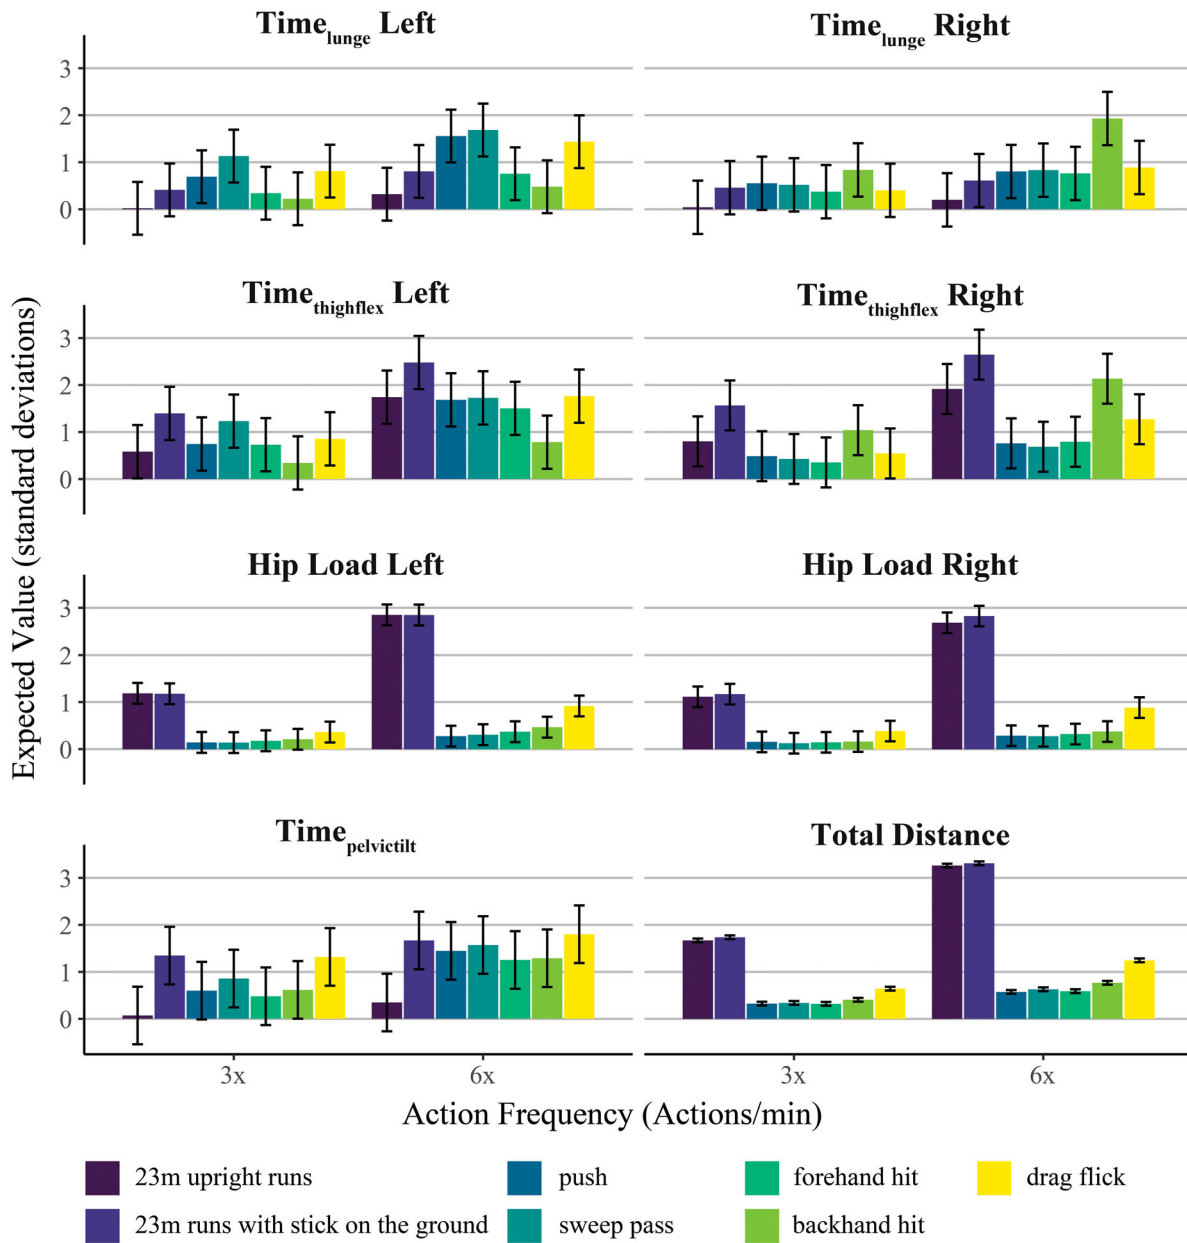 Time_lunge Left
Time_lunge Right
3
2
1
0
Time_thighflex Left
Time_thighflex Right
3
2
1
0
Hip Load Left
Hip Load Right
3
2
1
0
Time_pelvictilt
Total Distance
3
2
1
0
Expected Value (standard deviations)
3x
6x
3x
6x
Action Frequency (Actions/min)
23m upright runs
push
forehand hit
drag flick
23m runs with stick on the ground
sweep pass
backhand hit